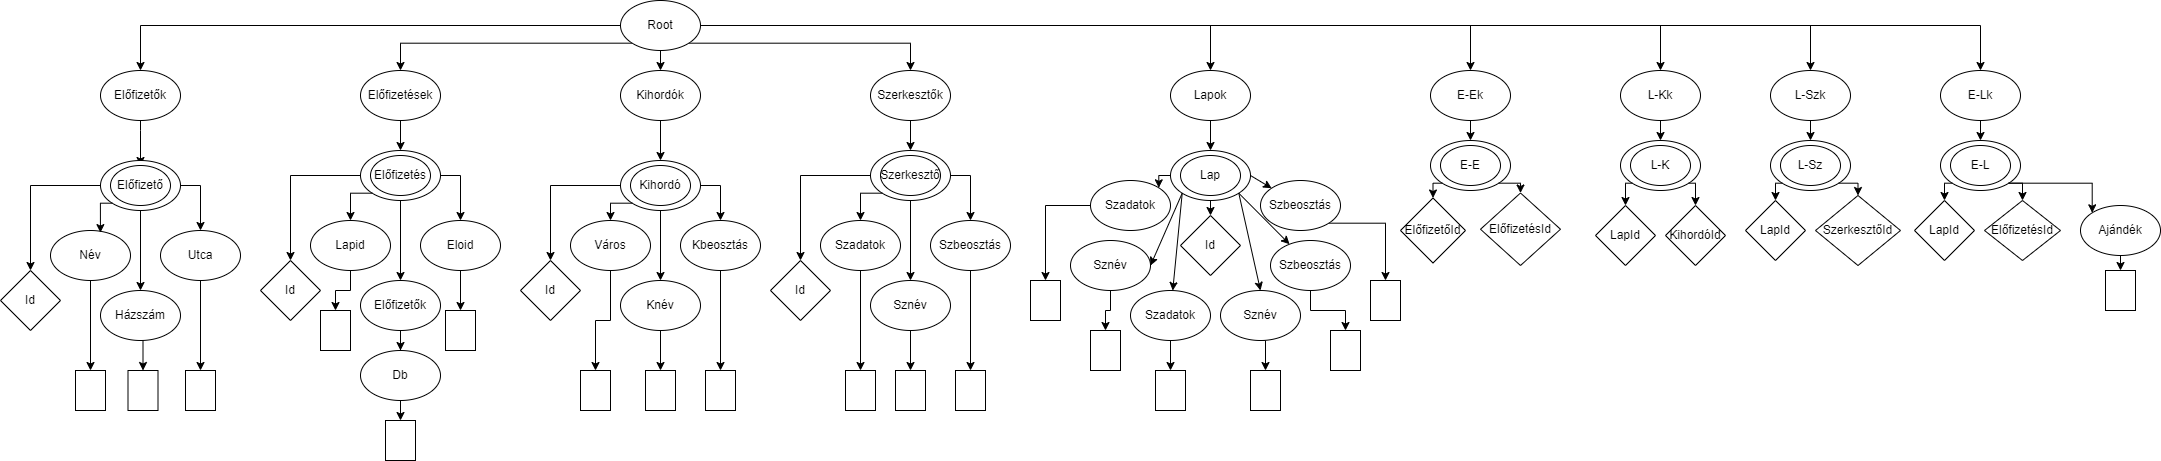 Root
Előfizetők
Előfizetések
Kihordók
Szerkesztők
Lapok
E-Ek
L-Kk
L-Szk
E-Lk
Előfizető
Előfizetés
Kihordó
Szerkesztő
Lap
E-E
L-K
L-Sz
E-L
Id
Név
Házszám
Utca
Id
Lapid
Előfizetők
Db
Eloid
Id
Város
Knév
Kbeosztás
Id
Szadatok
Sznév
Szbeosztás
Szadatok
Sznév
Szadatok
Id
Sznév
Szbeosztás
Szbeosztás
ElőfizetőId
ElőfizetésId
LapId
KihordóId
LapId
SzerkesztőId
LapId
ElőfizetésId
Ajándék